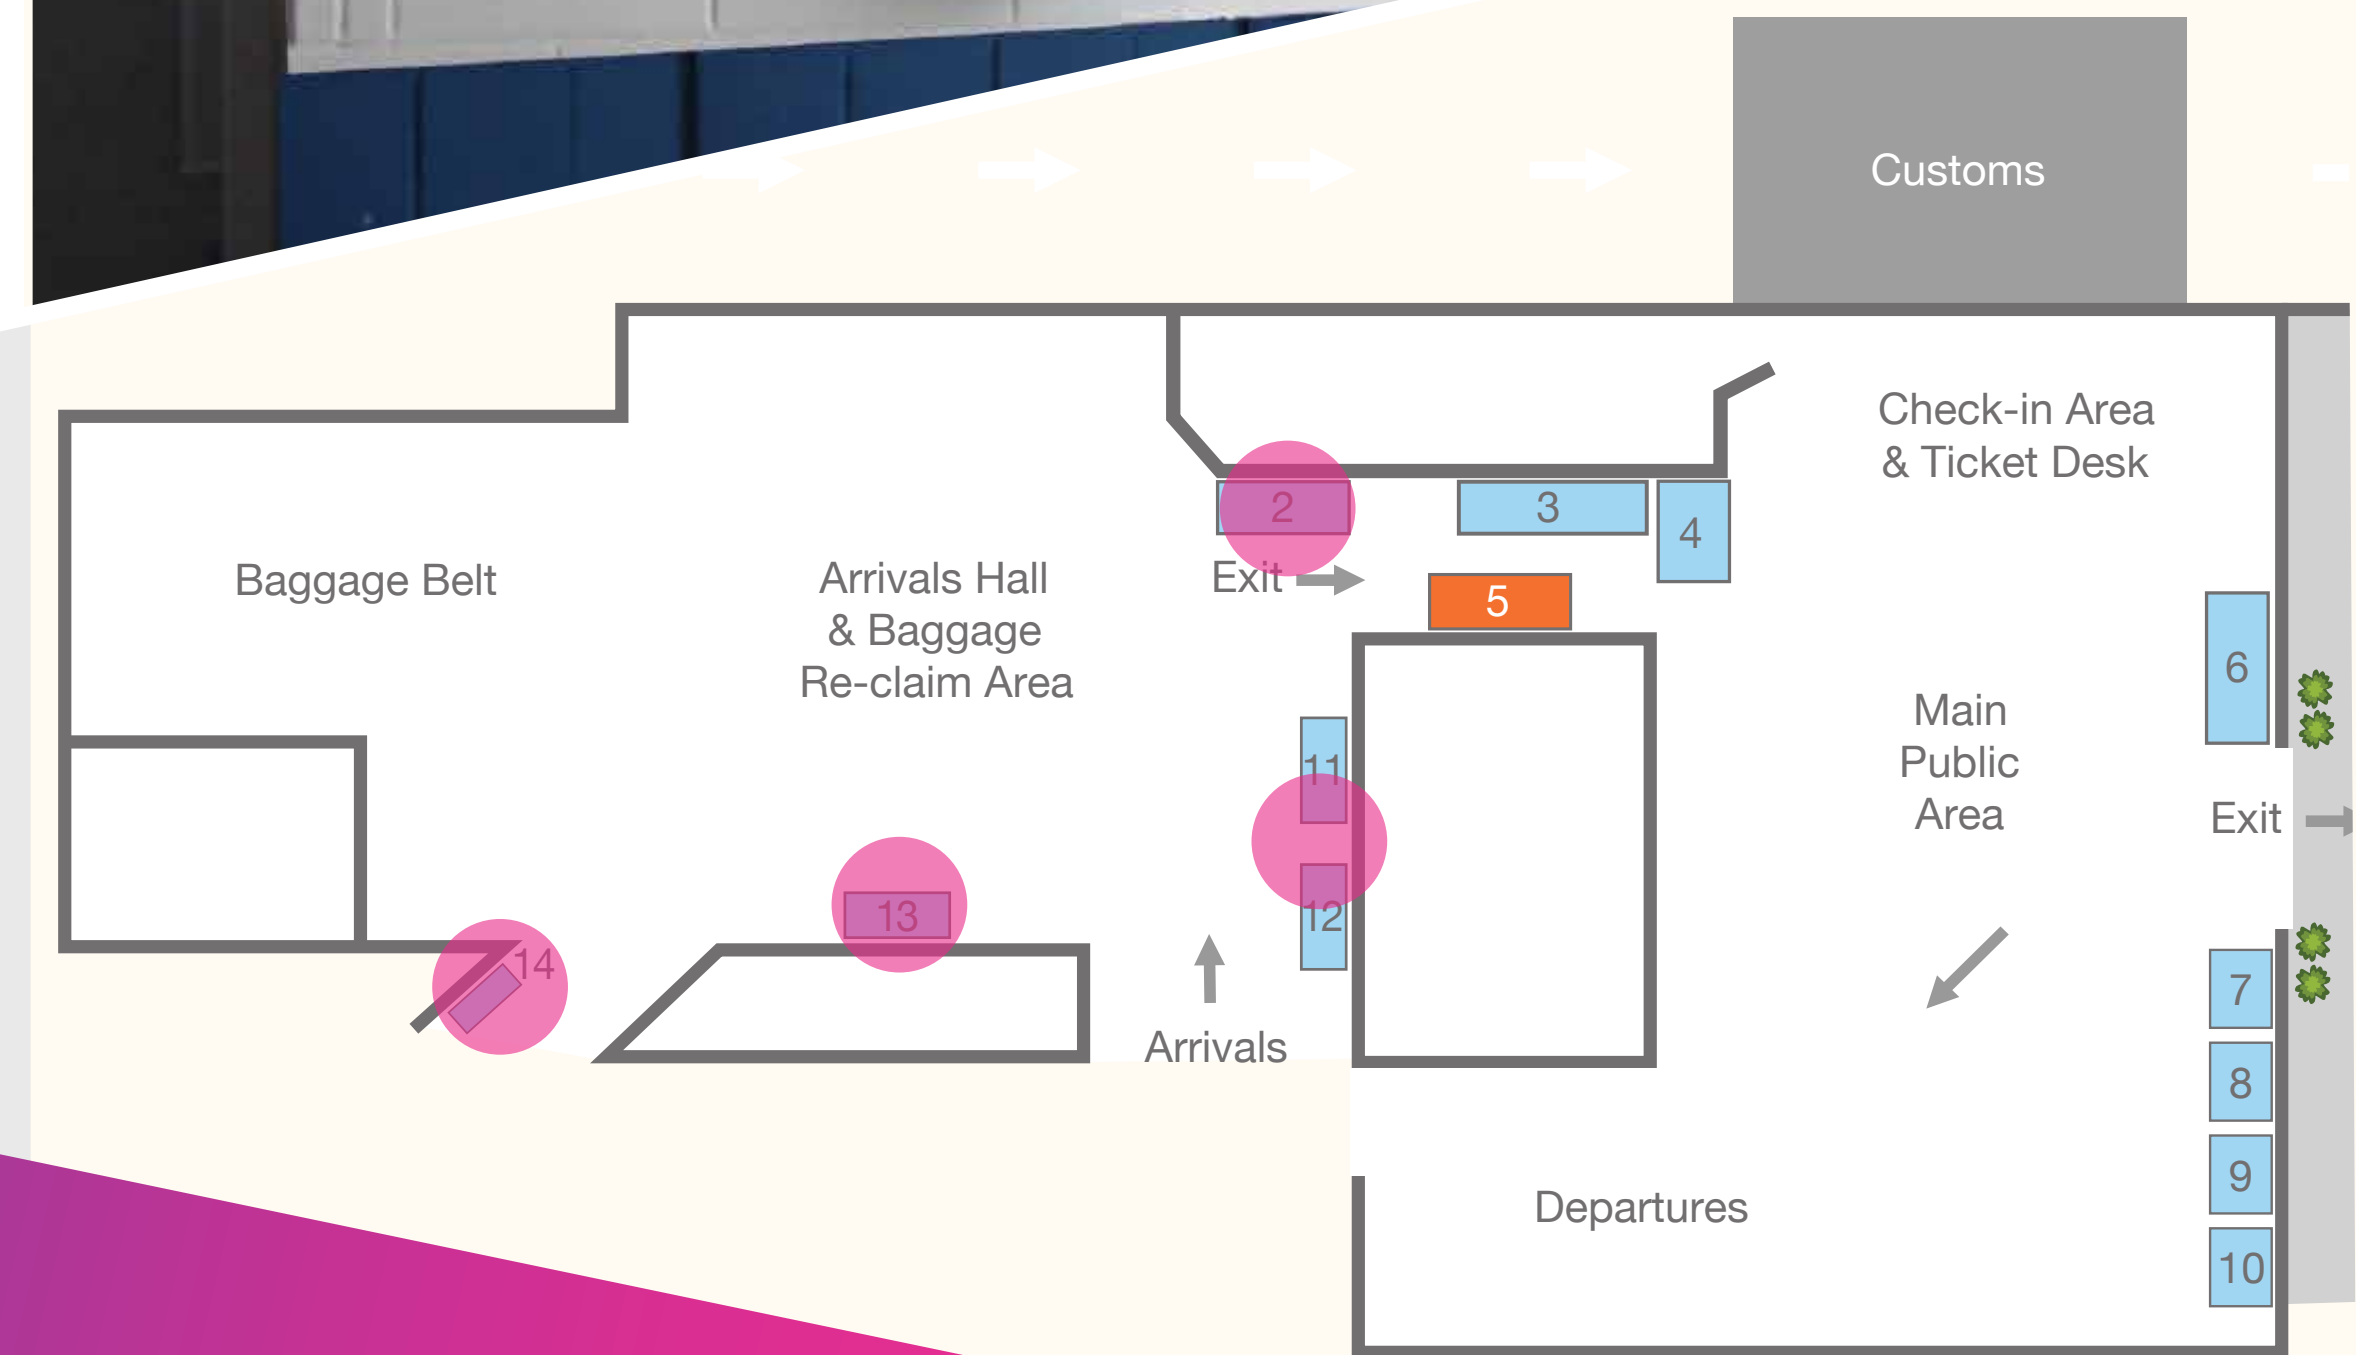 Customs
Check-in Area
& Ticket Desk
2
3
4
Baggage Belt
Arrivals Hall
& Baggage
Re-claim Area
Exit
5
6
Main
Public
Area
11
Exit
12
13
14
7
Arrivals
8
Departures
9
10